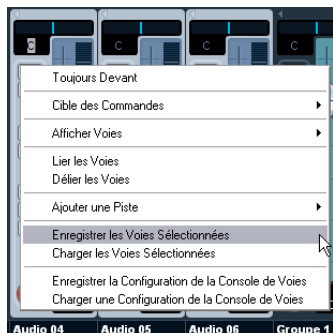 C C C
Toujours Devant
Cible des Commandes
Afficher Voies
Lier les Voies
Délier les Voies
Ajouter une Piste
Enregistrer les Voies Sélectionnées
Charger les Voies Sélectionnées
Enregistrer la Configuration de la Console de Voies
Charger une Configuration de la Console de Voies
Audio 04 Audio 05 Audio 06 Groupe 1